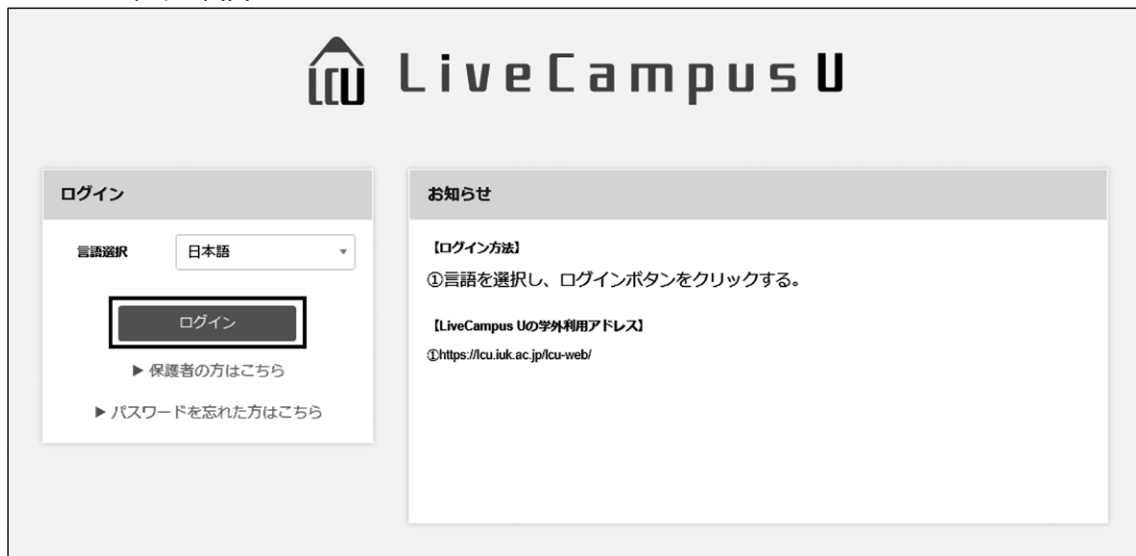 LCU LiveCampus U
ログイン
言語選択 日本語
ログイン
▶ 保護者の方はこちら
▶ パスワードを忘れた方はこちら
お知らせ
【ログイン方法】
①言語を選択し、ログインボタンをクリックする。
【LiveCampus Uの学外利用アドレス】
①https://lcu.iuk.ac.jp/lcu-web/